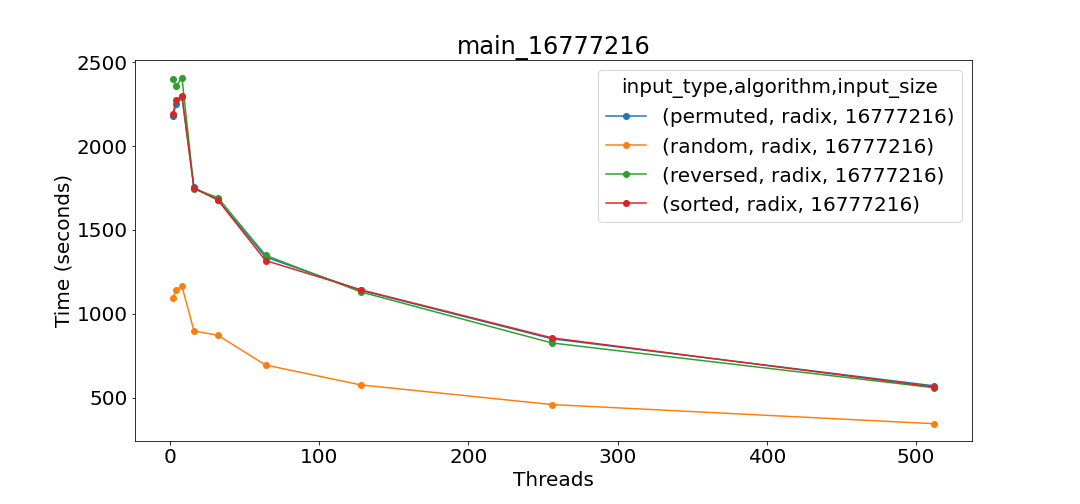 main_16777216
2500
2000
1500
1000
500
Time (seconds)
input_type,algorithm,input_size
(permuted, radix, 16777216)
(random, radix, 16777216)
(reversed, radix, 16777216)
(sorted, radix, 16777216)
0 100 200 300 400 500
Threads